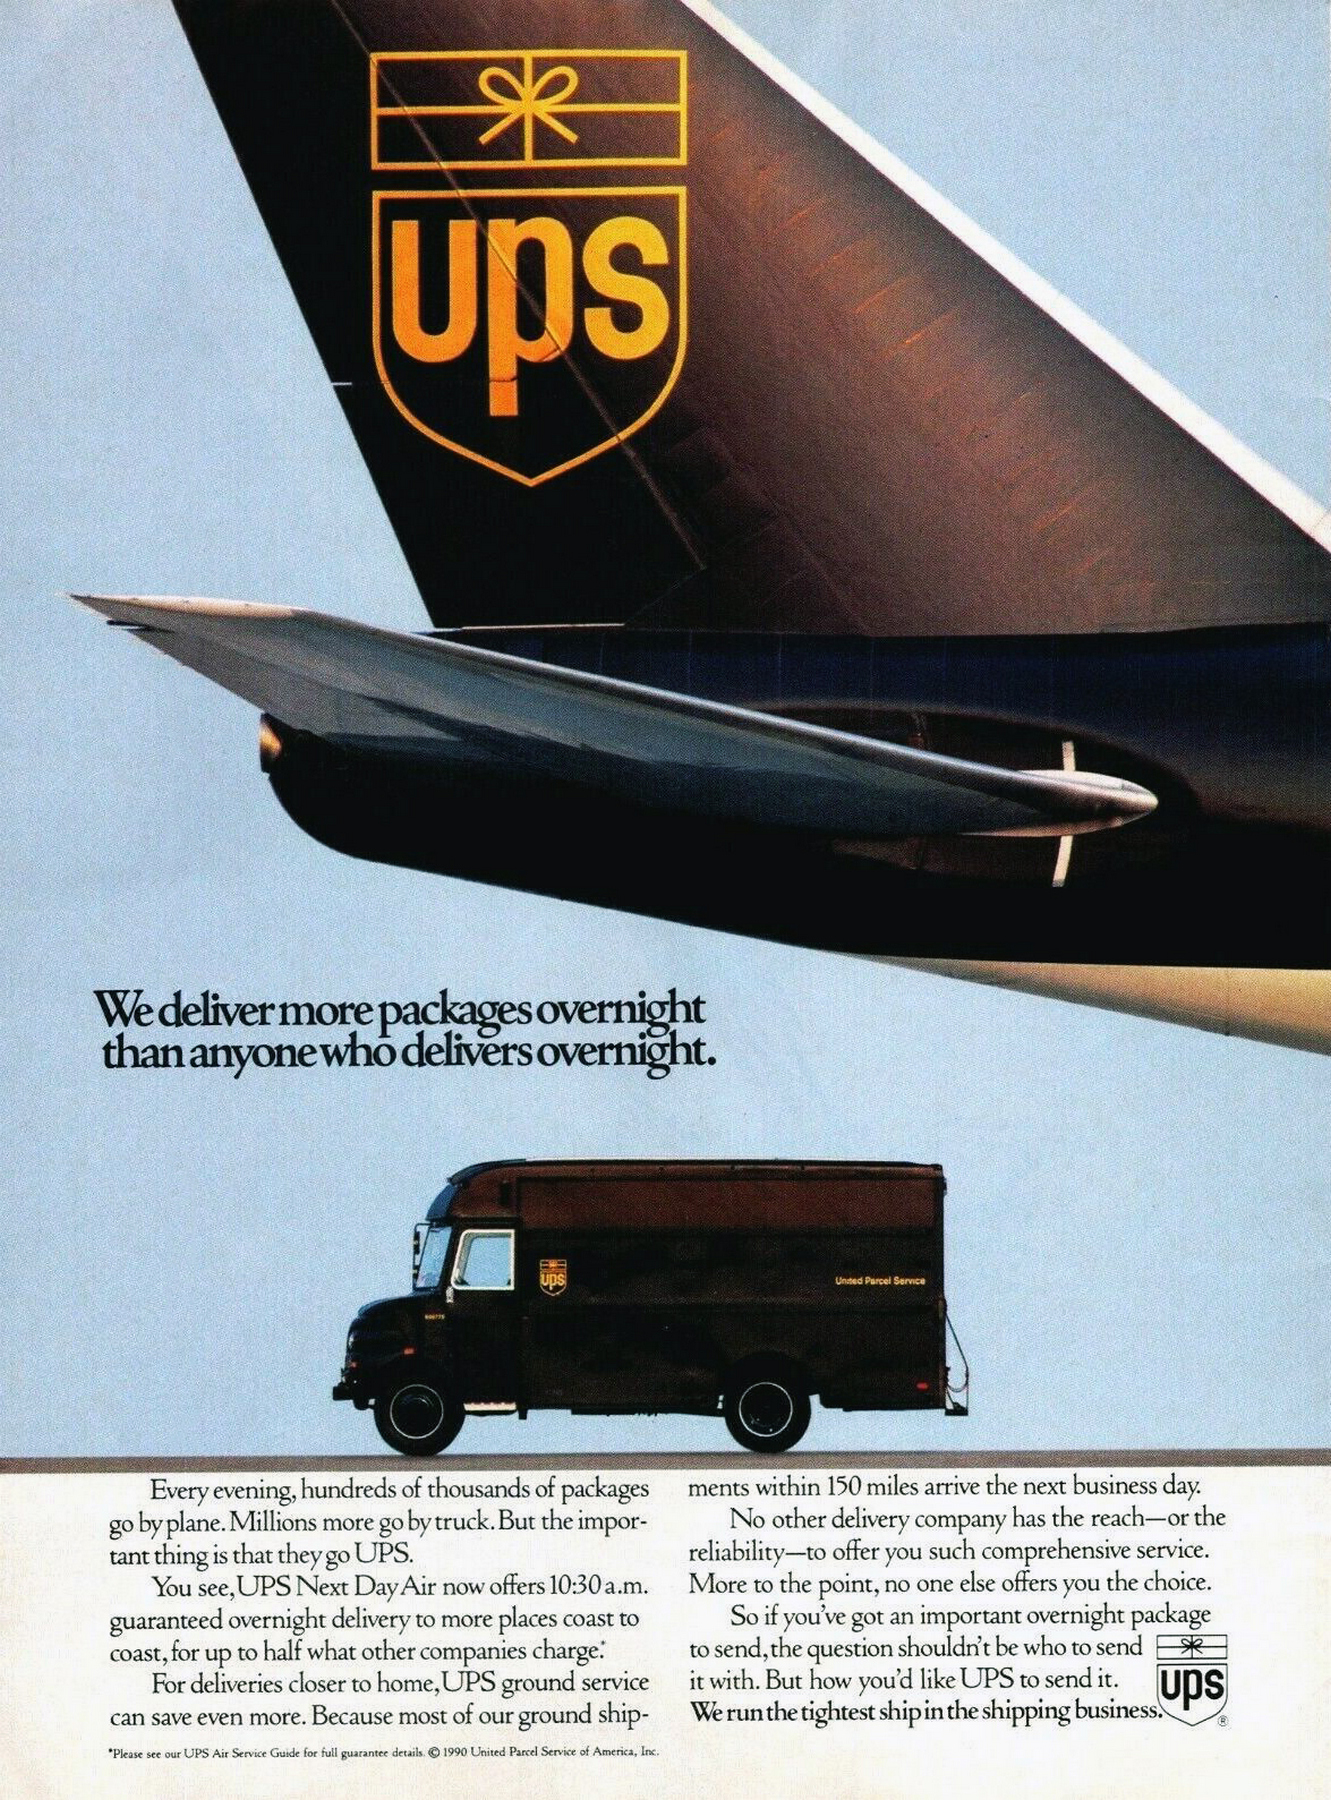 ups
We deliver more packages overnight
than anyone who delivers overnight.
ups
United Parcel Service
Every evening, hundreds of thousands of packages
go by plane. Millions more go by truck. But the impor-
tant thing is that they go UPS.
You see, UPS Next Day Air now offers 10:30 a.m.
guaranteed overnight delivery to more places coast to
coast, for up to half what other companies charge.*
For deliveries closer to home, UPS ground service
can save even more. Because most of our ground ship-
ments within 150 miles arrive the next business day.
No other delivery company has the reach—or the
reliability—to offer you such comprehensive service.
More to the point, no one else offers you the choice.
So if you've got an important overnight package
to send, the question shouldn't be who to send
it with. But how you'd like UPS to send it.
We run the tightest ship in the shipping business.
ups
®
*Please see our UPS Air Service Guide for full guarantee details. © 1990 United Parcel Service of America, Inc.